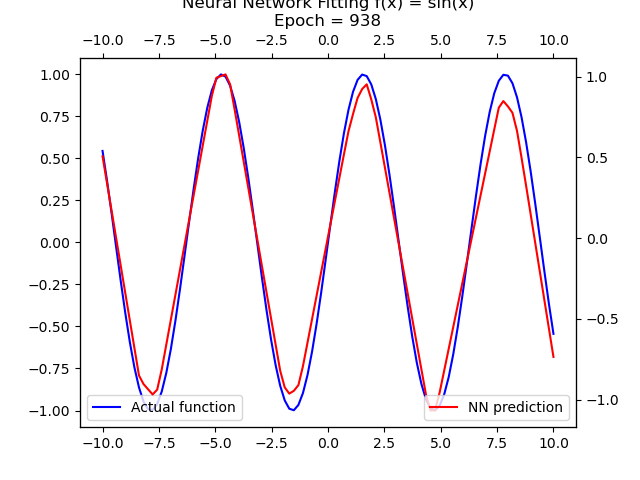 Neural Network Fitting f(x) = sin(x)
Epoch = 938
−10.0 −7.5 −5.0 −2.5 0.0 2.5 5.0 7.5 10.0
1.00
0.75
0.50
0.25
0.00
−0.25
−0.50
−0.75
−1.00
1.0
0.5
0.0
−0.5
−1.0
Actual function
NN prediction
−10.0 −7.5 −5.0 −2.5 0.0 2.5 5.0 7.5 10.0